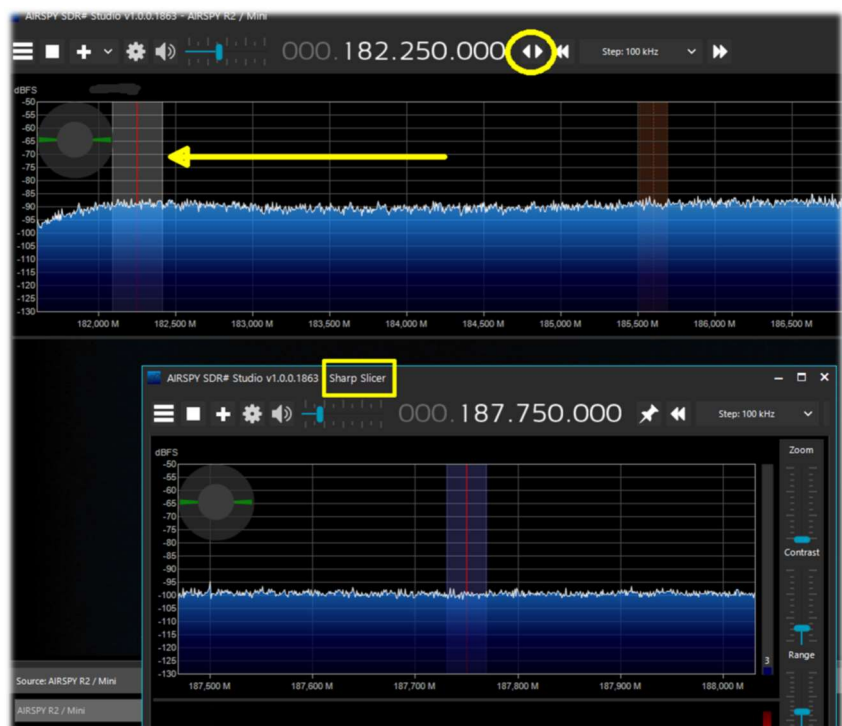 AIRSPY SDR# Studio v1.0.0.1863 - AIRSPY R2 / Mini
000.182.250.000
Step: 100 kHz
dBFS
-50
-55
-60
-65
-70
-75
-80
-85
-90
-95
-100
-105
-110
-115
-120
-125
-130
182,000 M 182,500 M 183,000 M 183,500 M 184,000 M 184,500 M 185,000 M 185,500 M 186,000 M 186,500 M
AIRSPY SDR# Studio v1.0.0.1863 Sharp Slicer
000.187.750.000
Step: 100 kHz
dBFS
Zoom
-50
-55
-60
-65
-70
-75
-80
-85
Contrast
-90
-95
-100
-105
-110
-115
-120
Range
-125
3
-130
187,500 M 187,600 M 187,700 M 187,800 M 187,900 M 188,000 M
Source: AIRSPY R2 / Mini
AIRSPY R2 / Mini